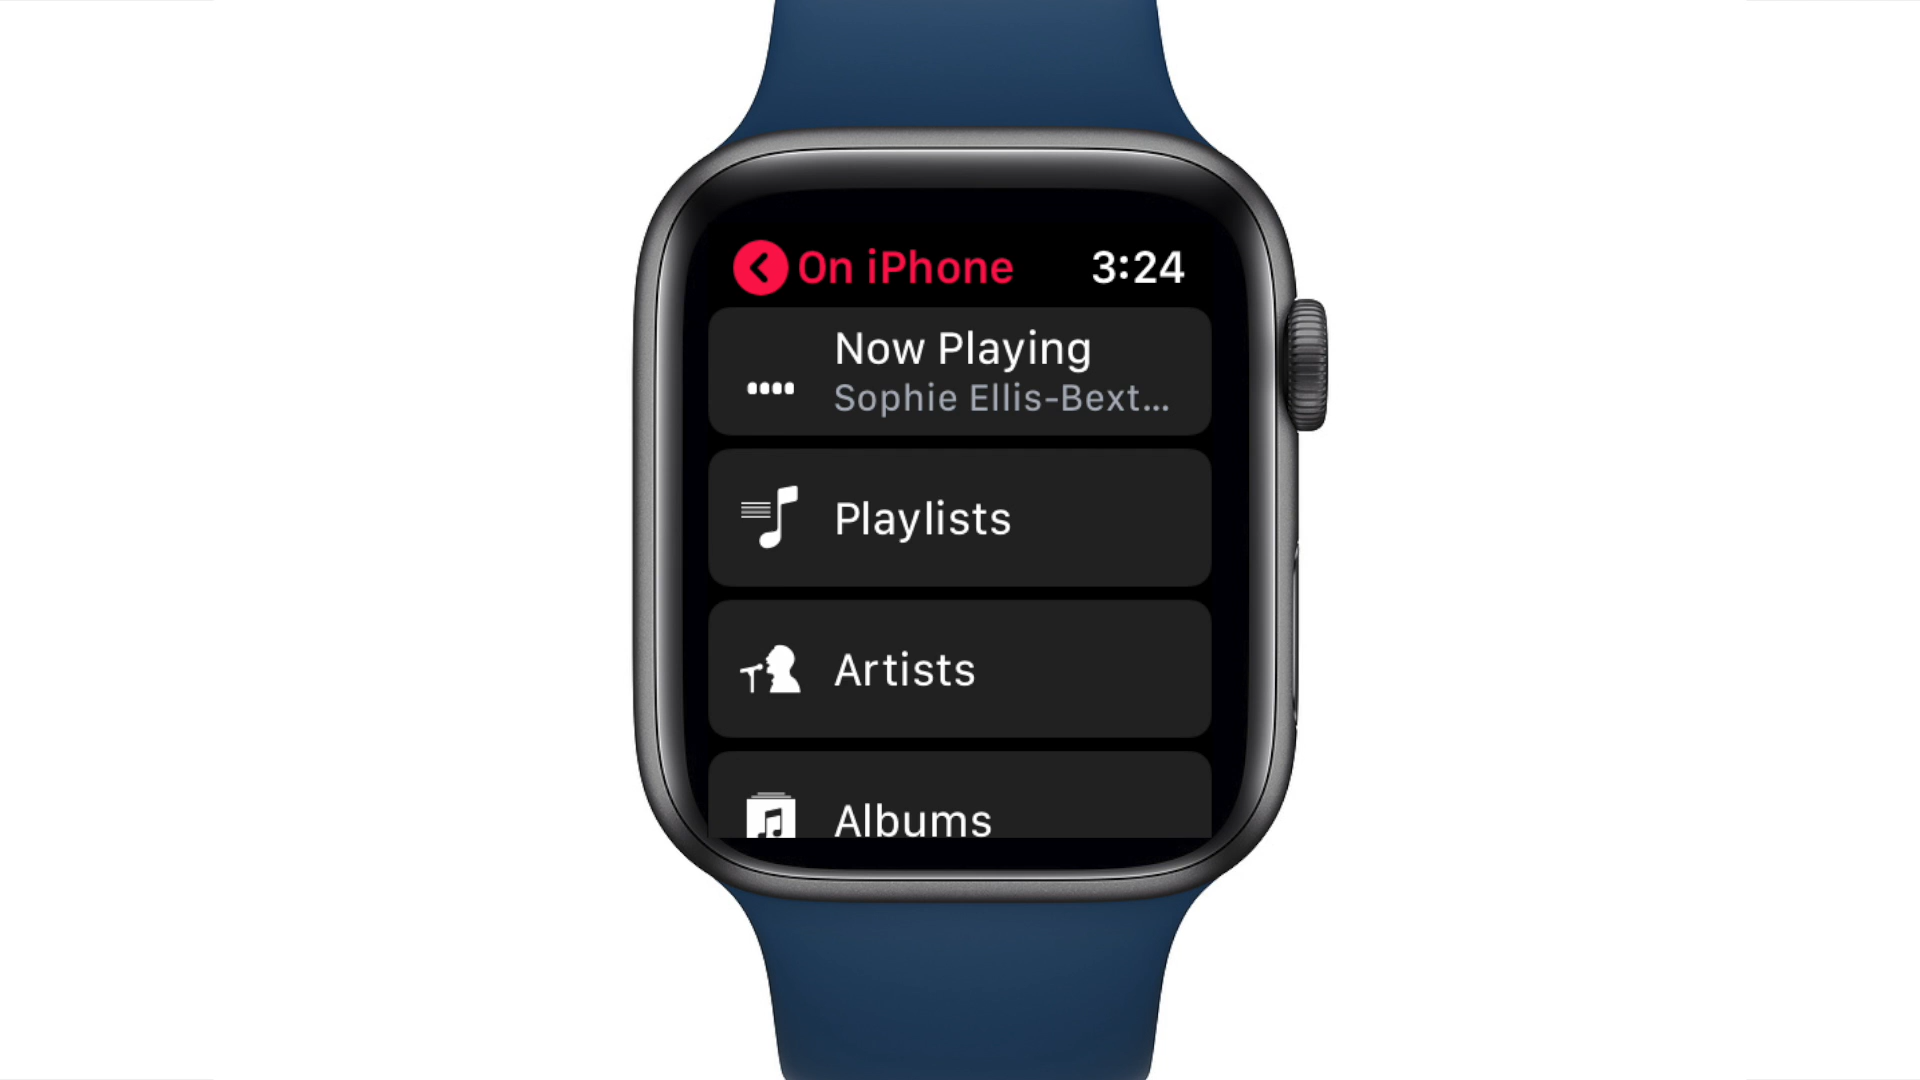 On iPhone 3:24
Now Playing
Sophie Ellis-Bext...
Playlists
Artists
Albums